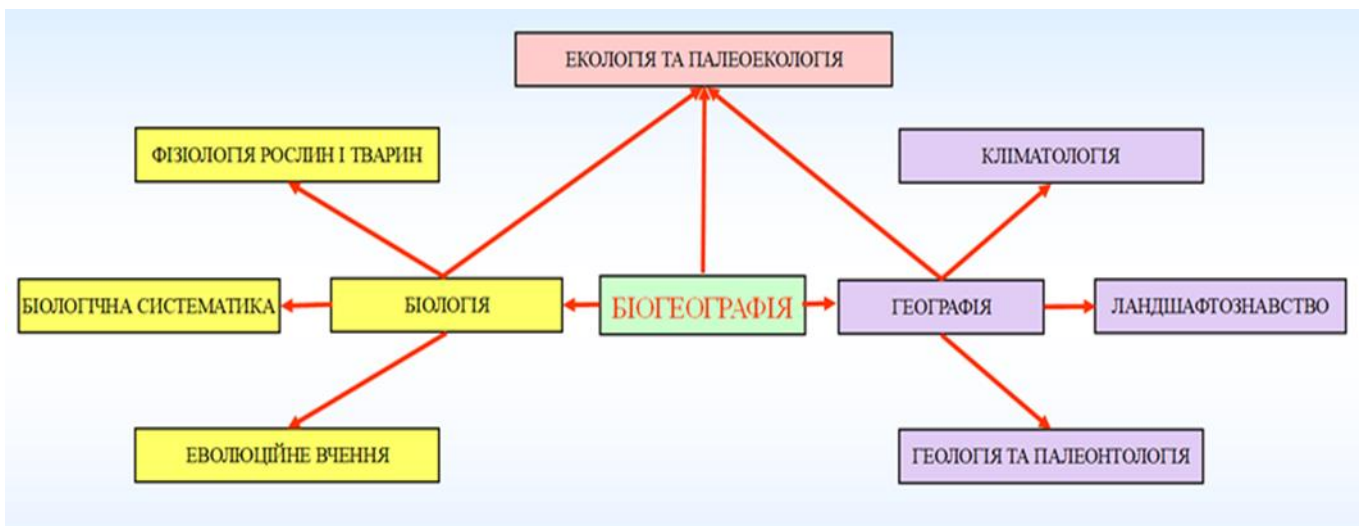 ЕКОЛОГІЯ ТА ПАЛЕОЕКОЛОГІЯ
ФІЗІОЛОГІЯ РОСЛИН І ТВАРИН
КЛІМАТОЛОГІЯ
БІОЛОГІЧНА СИСТЕМАТИКА
БІОЛОГІЯ
БІОГЕОГРАФІЯ
ГЕОГРАФІЯ
ЛАНДШАФТОЗНАВСТВО
ЕВОЛЮЦІЙНЕ ВЧЕННЯ
ГЕОЛОГІЯ ТА ПАЛЕОНТОЛОГІЯ